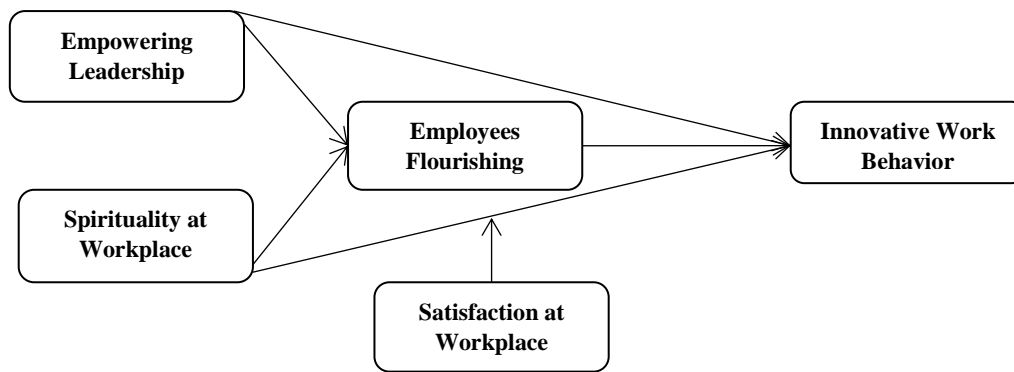 Empowering
Leadership
Employees
Flourishing
Innovative Work
Behavior
Spirituality at
Workplace
Satisfaction at
Workplace